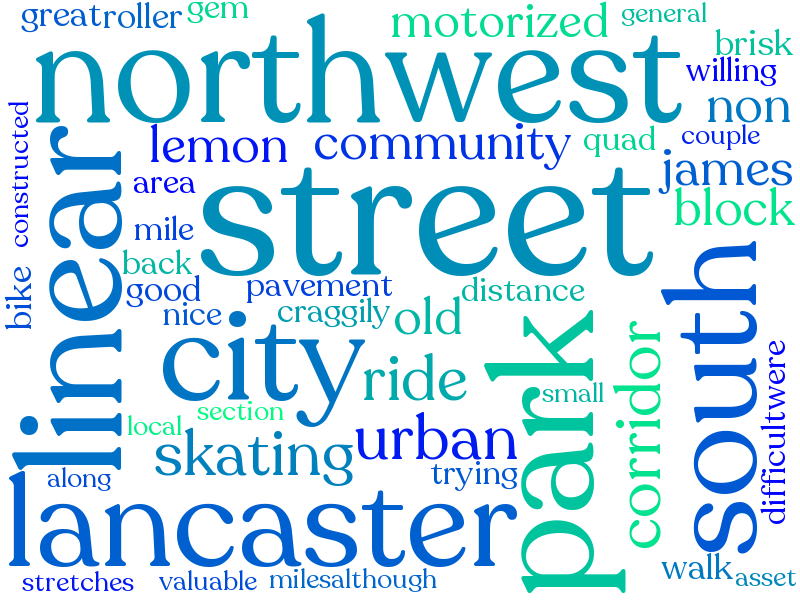 greatroller
gem
motorized
general
northwest
brisk
willing
non
constructed
linear
lemon
community
quad
couple
area
street
james
block
mile
back
bike
good
pavement
distance
south
nice
craggily
old
city
ride
park
small
corridor
difficultwere
local
section
skating
urban
along
trying
lancaster
walk
asset
stretches
valuable
milesalthough